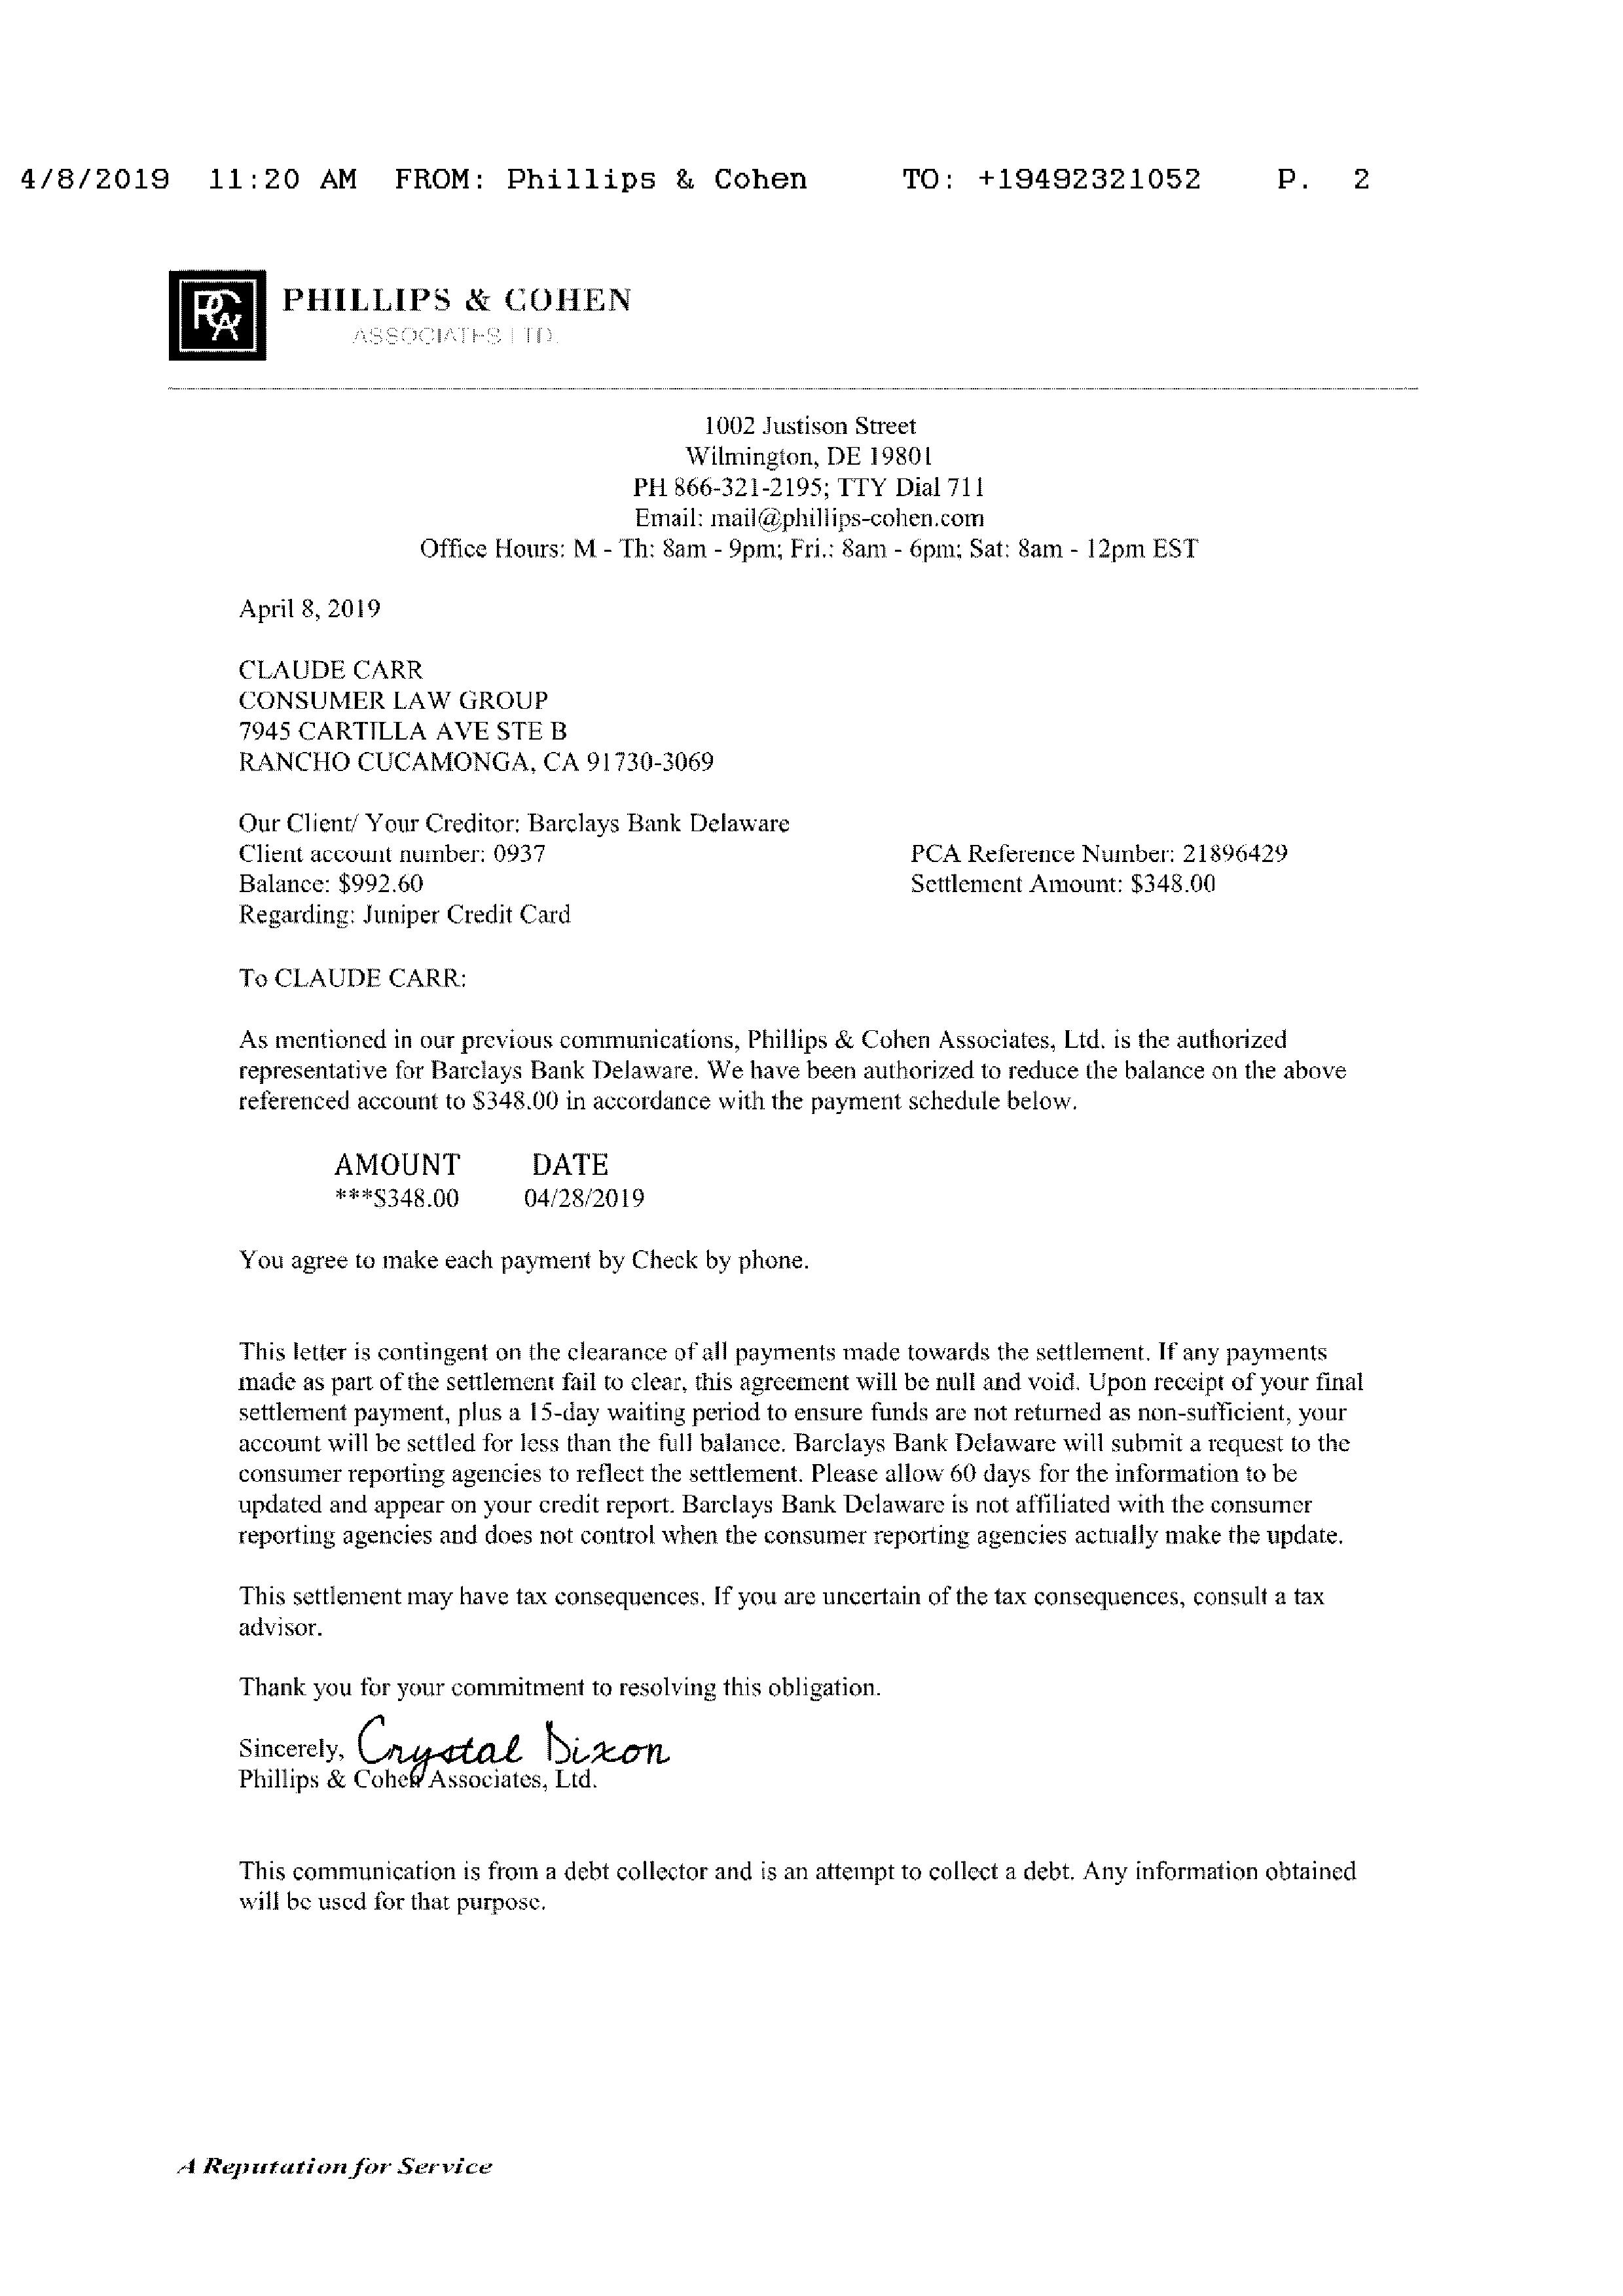 4/8/2019 11:20 AM FROM: Phillips & Cohen TO: +19492321052 P. 2
PCA
PHILLIPS & COHEN
ASSOCIATES LTD.
1002 Justison Street
Wilmington, DE 19801
PH 866-321-2195; TTY Dial 711
Email: mail@phillips-cohen.com
Office Hours: M - Th: 8am - 9pm; Fri.: 8am - 6pm; Sat: 8am - 12pm EST
April 8, 2019
CLAUDE CARR
CONSUMER LAW GROUP
7945 CARTILLA AVE STE B
RANCHO CUCAMONGA, CA 91730-3069
Our Client/ Your Creditor: Barclays Bank Delaware
Client account number: 0937 PCA Reference Number: 21896429
Balance: $992.60 Settlement Amount: $348.00
Regarding: Juniper Credit Card
To CLAUDE CARR:
As mentioned in our previous communications, Phillips & Cohen Associates, Ltd. is the authorized
representative for Barclays Bank Delaware. We have been authorized to reduce the balance on the above
referenced account to $348.00 in accordance with the payment schedule below.
AMOUNT DATE
***$348.00 04/28/2019
You agree to make each payment by Check by phone.
This letter is contingent on the clearance of all payments made towards the settlement. If any payments
made as part of the settlement fail to clear, this agreement will be null and void. Upon receipt of your final
settlement payment, plus a 15-day waiting period to ensure funds are not returned as non-sufficient, your
account will be settled for less than the full balance. Barclays Bank Delaware will submit a request to the
consumer reporting agencies to reflect the settlement. Please allow 60 days for the information to be
updated and appear on your credit report. Barclays Bank Delaware is not affiliated with the consumer
reporting agencies and does not control when the consumer reporting agencies actually make the update.
This settlement may have tax consequences. If you are uncertain of the tax consequences, consult a tax
advisor.
Thank you for your commitment to resolving this obligation.
Sincerely, Crystal Dixon
Phillips & Cohen Associates, Ltd.
This communication is from a debt collector and is an attempt to collect a debt. Any information obtained
will be used for that purpose.
A Reputation for Service